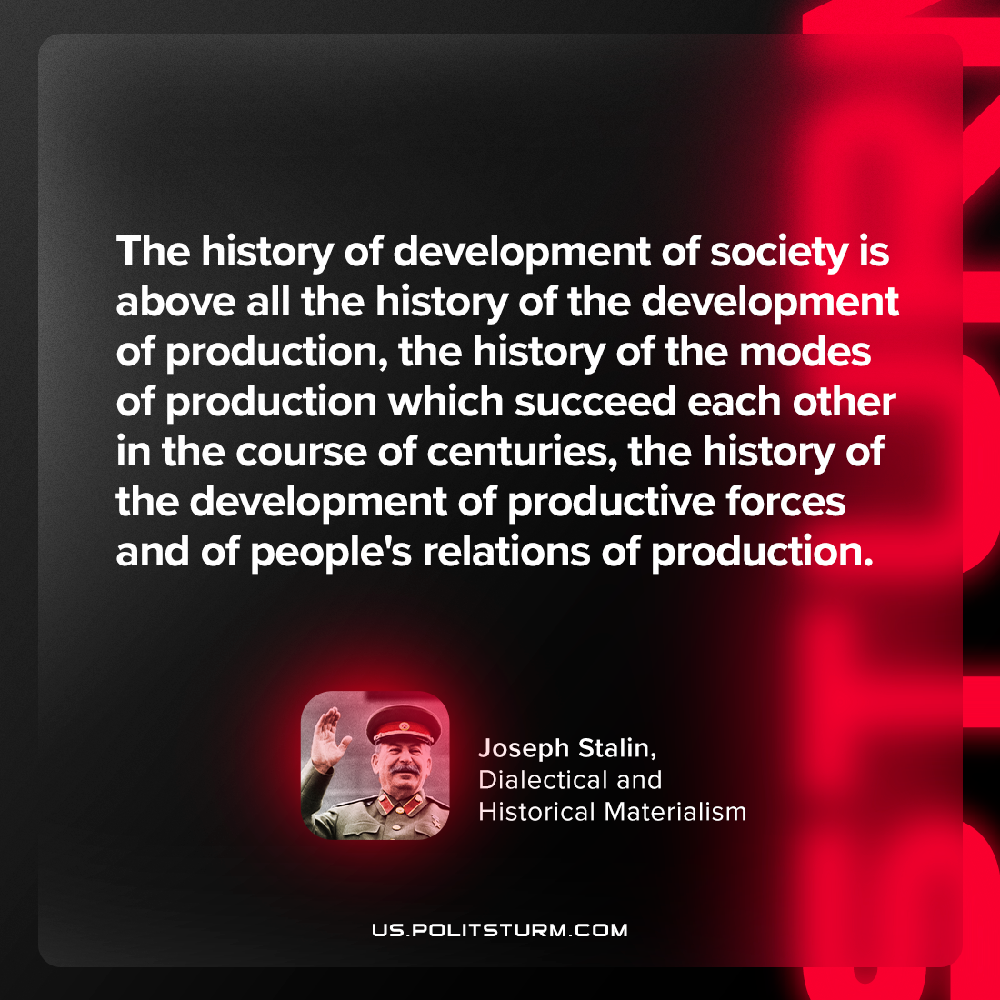 The history of development of society is
above all the history of the development
of production, the history of the modes
of production which succeed each other
in the course of centuries, the history of
the development of productive forces
and of people's relations of production.
Joseph Stalin,
Dialectical and
Historical Materialism
US.POLITSTURM.COM